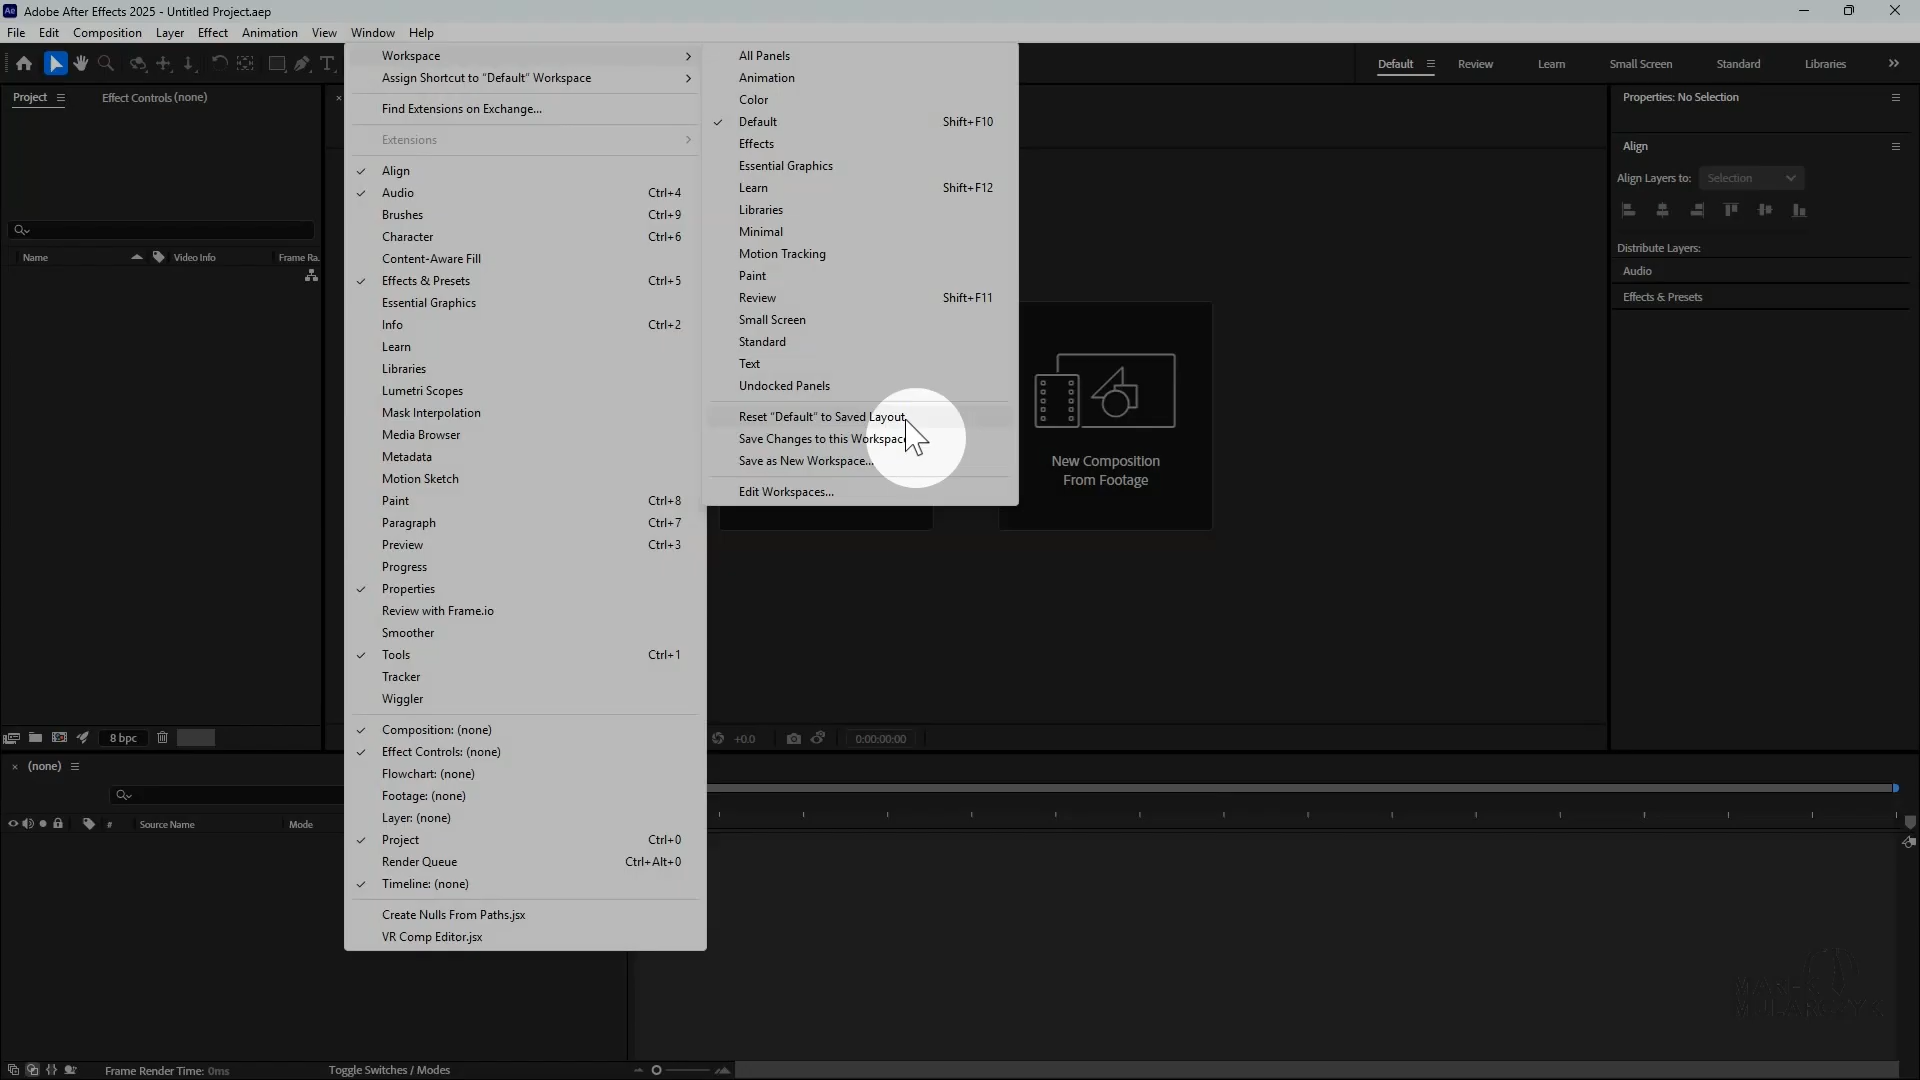 Adobe After Effects 2025 - Untitled Project.aep
File Edit Composition Layer Effect Animation View Window Help
Default Review Learn Small Screen Standard Libraries
Project Effect Controls (none)
Name Video Info Frame Ra.
8 bpc
Workspace
Assign Shortcut to "Default" Workspace
Find Extensions on Exchange...
Extensions
Align
Audio Ctrl+4
Brushes Ctrl+9
Character Ctrl+6
Content-Aware Fill
Effects & Presets Ctrl+5
Essential Graphics
Info Ctrl+2
Learn
Libraries
Lumetri Scopes
Mask Interpolation
Media Browser
Metadata
Motion Sketch
Paint Ctrl+8
Paragraph Ctrl+7
Preview Ctrl+3
Progress
Properties
Review with Frame.io
Smoother
Tools Ctrl+1
Tracker
Wiggler
Composition: (none)
Effect Controls: (none)
Flowchart: (none)
Footage: (none)
Layer: (none)
Project Ctrl+0
Render Queue Ctrl+Alt+0
Timeline: (none)
Create Nulls From Paths.jsx
VR Comp Editor.jsx
All Panels
Animation
Color
Default Shift+F10
Effects
Essential Graphics
Learn Shift+F12
Libraries
Minimal
Motion Tracking
Paint
Review Shift+F11
Small Screen
Standard
Text
Undocked Panels
Reset "Default" to Saved Layout
Save Changes to this Workspace
Save as New Workspace...
Edit Workspaces...
New Composition
From Footage
+0.0 0:00:00:00
Properties: No Selection
Align
Align Layers to: Selection
Distribute Layers:
Audio
Effects & Presets
(none)
# Source Name Mode
Frame Render Time: 0ms Toggle Switches / Modes
MAREK
MULARCZYK